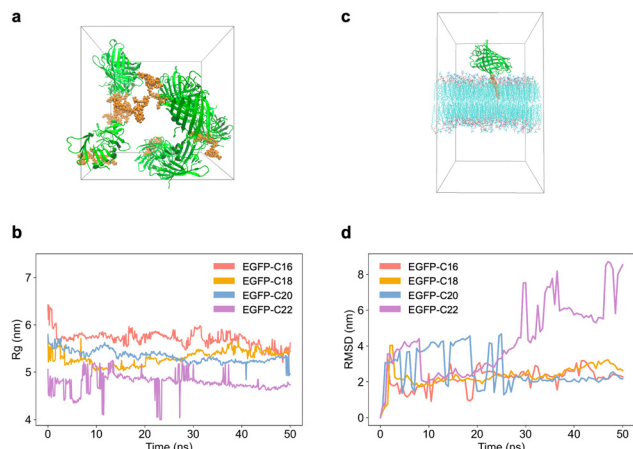 a
c
b
EGFP-C16
EGFP-C18
EGFP-C20
EGFP-C22
Rg (nm)
7
6
5
4
0 10 20 30 40 50
Time (ns)
d
EGFP-C16
EGFP-C18
EGFP-C20
EGFP-C22
RMSD (nm)
8
6
4
2
0
0 10 20 30 40 50
Time (ns)